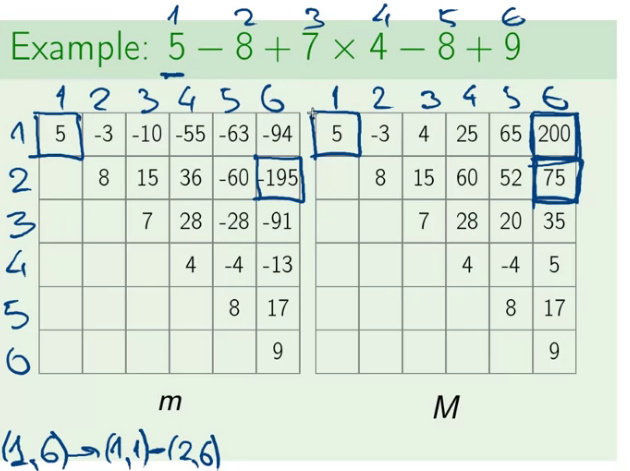 1 2 3 4 5 6
Example: 5 − 8 + 7 × 4 − 8 + 9
1 2 3 4 5 6 1 2 3 4 5 6
1 5 -3 -10 -55 -63 -94 5 -3 4 25 65 200
2 8 15 36 -60 -195 8 15 60 52 75
3 7 28 -28 -91 7 28 20 35
4 4 -4 -13 4 -4 5
5 8 17 8 17
6 9 9
m M
(1,6)→(1,1)-(2,6)